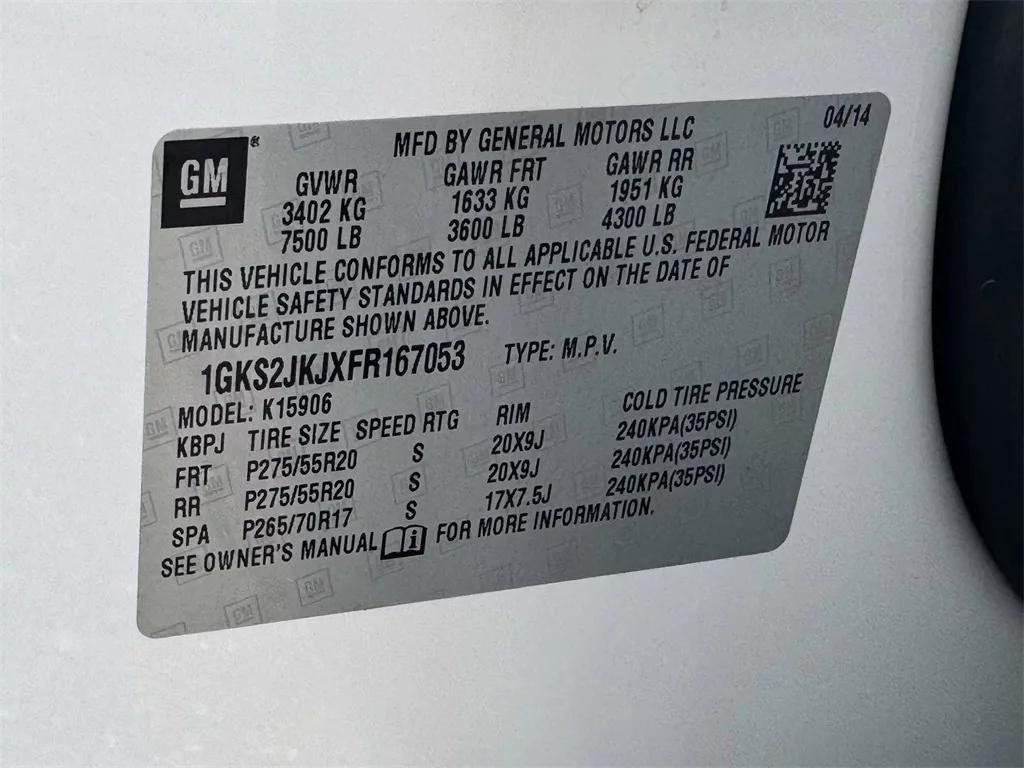 GM ®
MFD BY GENERAL MOTORS LLC 04/14
GVWR GAWR FRT GAWR RR
3402 KG 1633 KG 1951 KG
7500 LB 3600 LB 4300 LB
THIS VEHICLE CONFORMS TO ALL APPLICABLE U.S. FEDERAL MOTOR
VEHICLE SAFETY STANDARDS IN EFFECT ON THE DATE OF
MANUFACTURE SHOWN ABOVE.
1GKS2JKJXFR167053 TYPE: M.P.V.
MODEL: K15906
KBPJ TIRE SIZE SPEED RTG RIM COLD TIRE PRESSURE
FRT P275/55R20 S 20X9J 240KPA(35PSI)
RR P275/55R20 S 20X9J 240KPA(35PSI)
SPA P265/70R17 S 17X7.5J 240KPA(35PSI)
SEE OWNER'S MANUAL i FOR MORE INFORMATION.